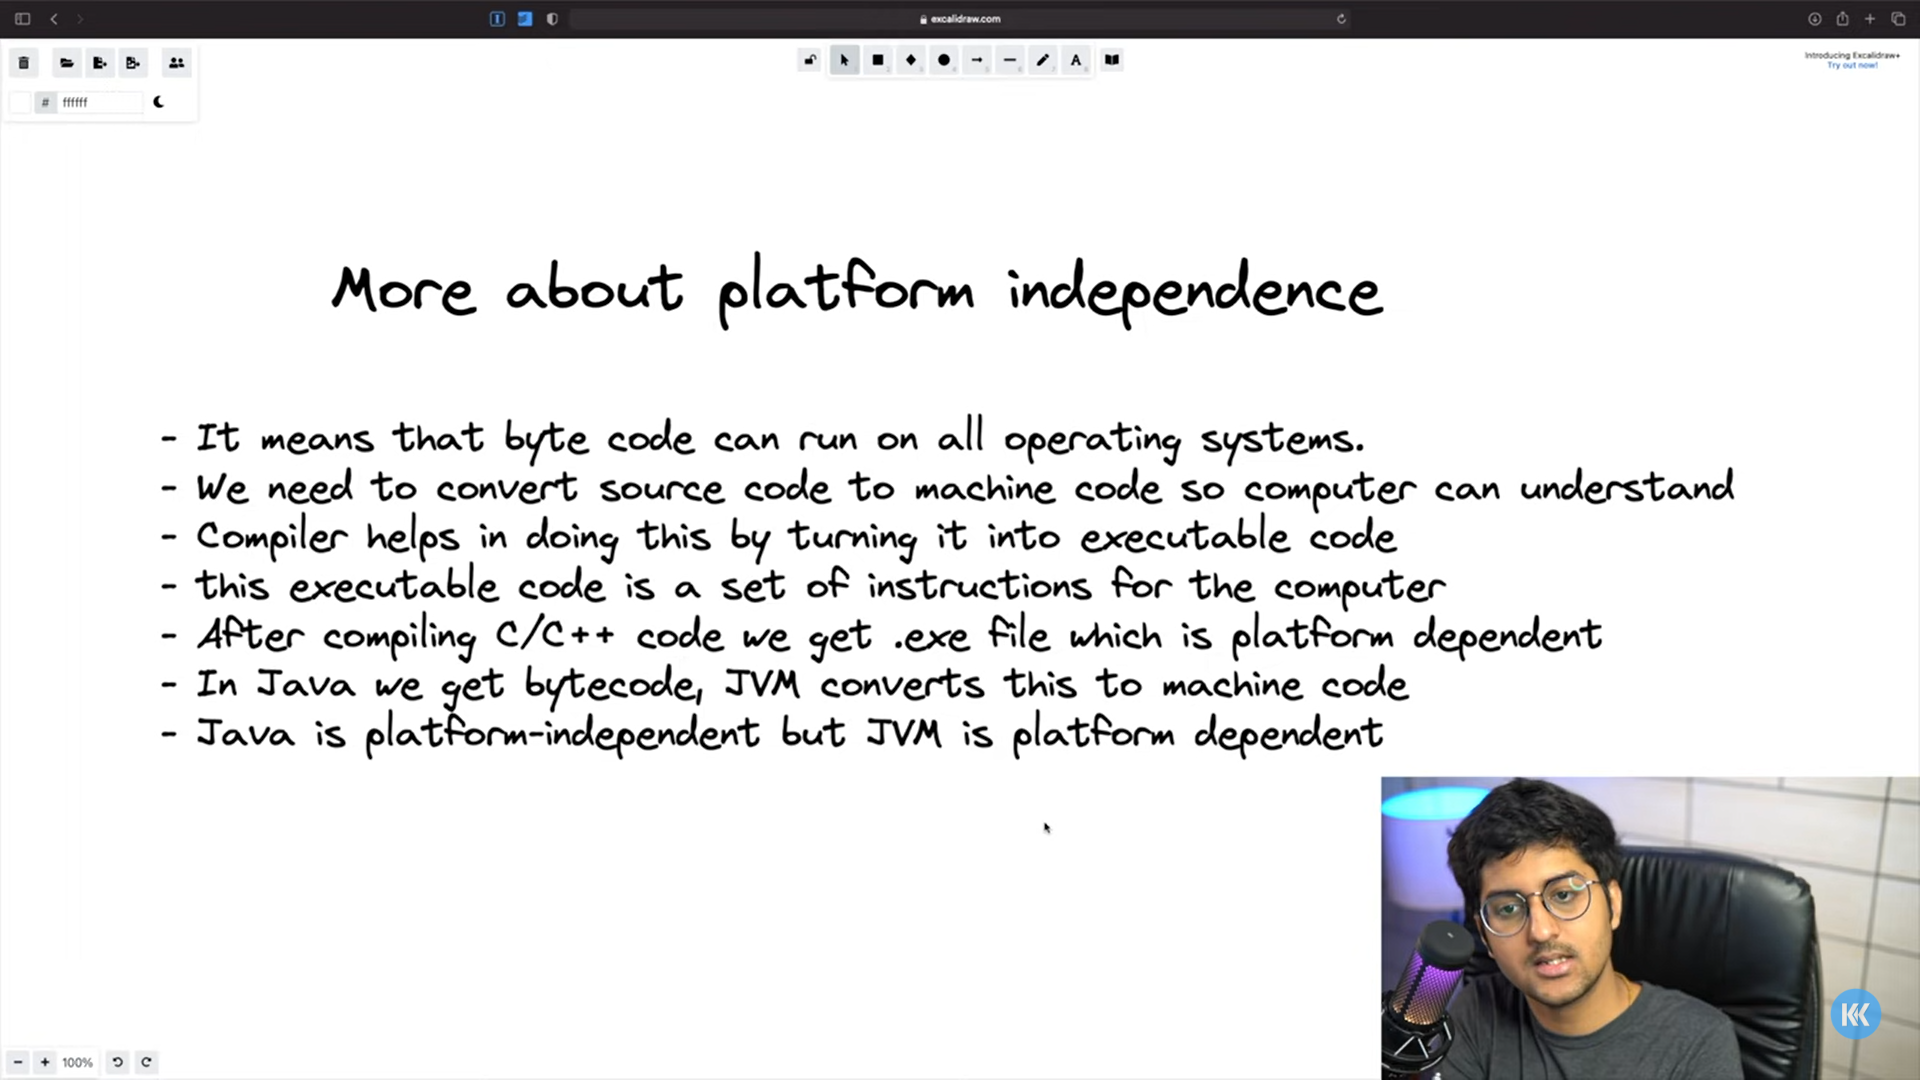 excalidraw.com
Introducing Excalidraw+
Try out now!
# ffffff
A
More about platform independence
- It means that byte code can run on all operating systems.
- We need to convert source code to machine code so computer can understand
- Compiler helps in doing this by turning it into executable code
- this executable code is a set of instructions for the computer
- After compiling C/C++ code we get .exe file which is platform dependent
- In Java we get bytecode, JVM converts this to machine code
- Java is platform-independent but JVM is platform dependent
KK
- + 100%